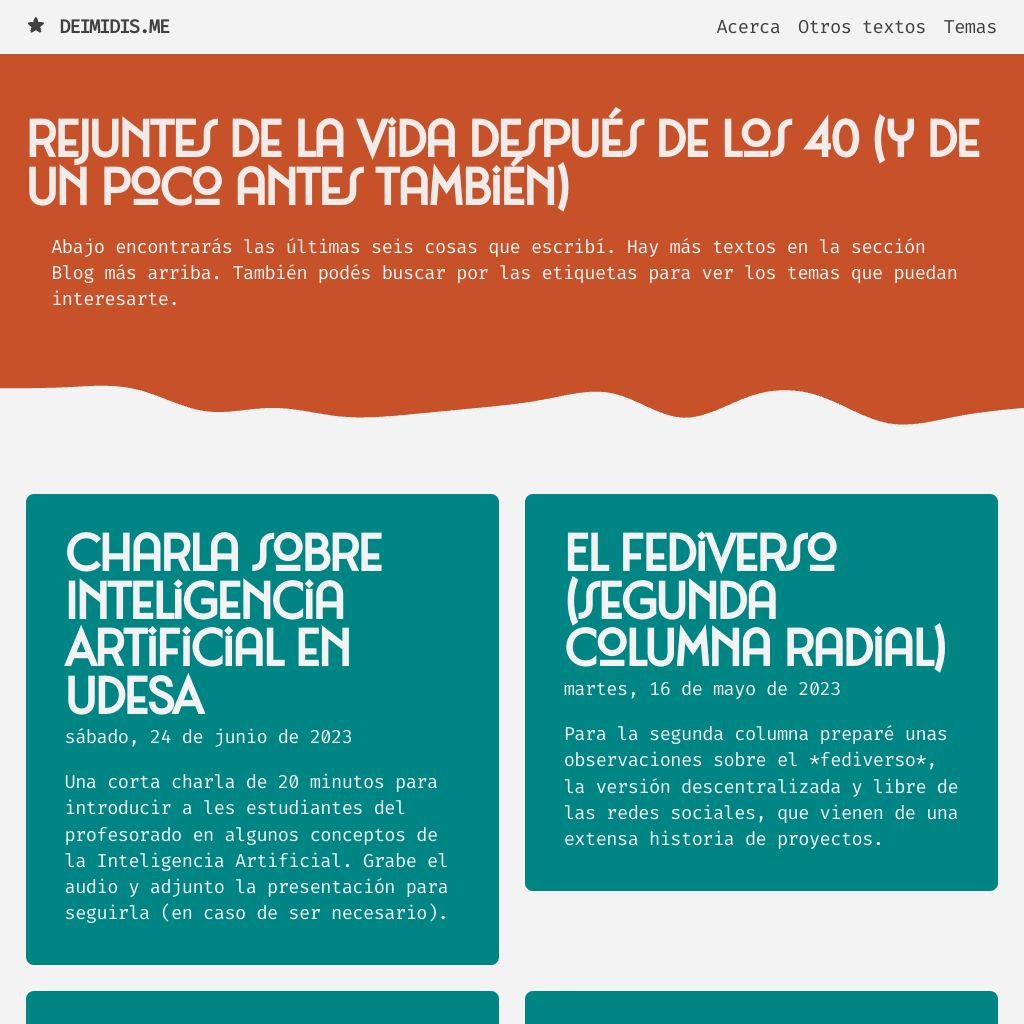 DEIMIDIS.ME
Acerca Otros textos Temas
REJUNTES DE LA ViDA DESPUÉS DE LOS 40 (Y DE
UN POCO ANTES TAMBiÉN)
Abajo encontrarás las últimas seis cosas que escribí. Hay más textos en la sección
Blog más arriba. También podés buscar por las etiquetas para ver los temas que puedan
interesarte.
CHARLA SOBRE
INTELiGENCiA
ARTiFiCiAL EN
UDESA
sábado, 24 de junio de 2023
Una corta charla de 20 minutos para
introducir a les estudiantes del
profesorado en algunos conceptos de
la Inteligencia Artificial. Grabe el
audio y adjunto la presentación para
seguirla (en caso de ser necesario).
EL FEDiVERSO
(SEGUNDA
COLUMNA RADiAL)
martes, 16 de mayo de 2023
Para la segunda columna preparé unas
observaciones sobre el *fediverso*,
la versión descentralizada y libre de
las redes sociales, que vienen de una
extensa historia de proyectos.